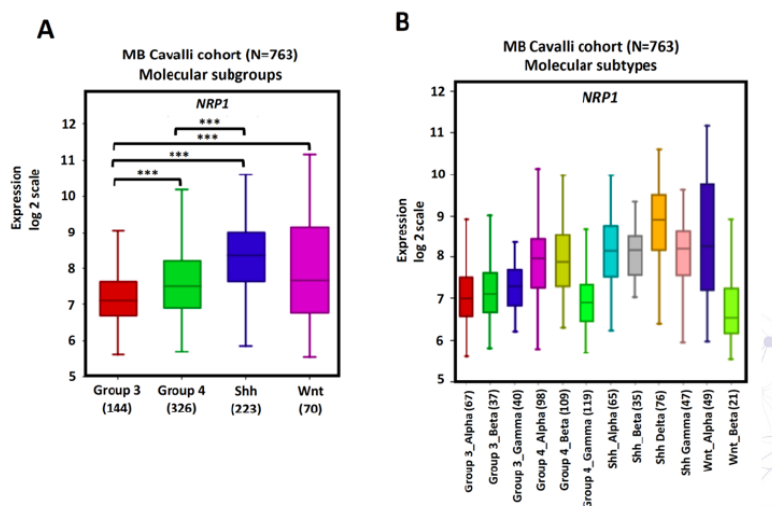 A
MB Cavalli cohort (N=763)
Molecular subgroups
NRP1
***
***
***
***
Expression
log 2 scale
12
11
10
9
8
7
6
5
Group 3
(144)
Group 4
(326)
Shh
(223)
Wnt
(70)
B
MB Cavalli cohort (N=763)
Molecular subtypes
NRP1
Expression
log 2 scale
12
11
10
9
8
7
6
5
Group 3_Alpha (67)
Group 3_Beta (37)
Group 3_Gamma (40)
Group 4_Alpha (98)
Group 4_Beta (109)
Group 4_Gamma (119)
Shh_Alpha (65)
Shh_Beta (35)
Shh Delta (76)
Shh Gamma (47)
Wnt_Alpha (49)
Wnt_Beta (21)